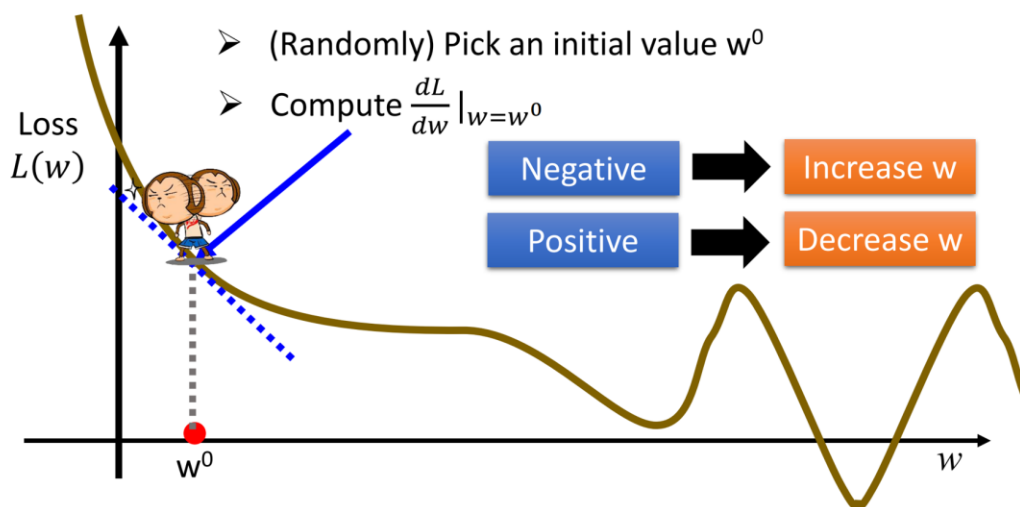 ➢ (Randomly) Pick an initial value w⁰
➢ Compute dL/dw |w=w⁰
Loss
L(w)
Negative
Increase w
Positive
Decrease w
w⁰
w